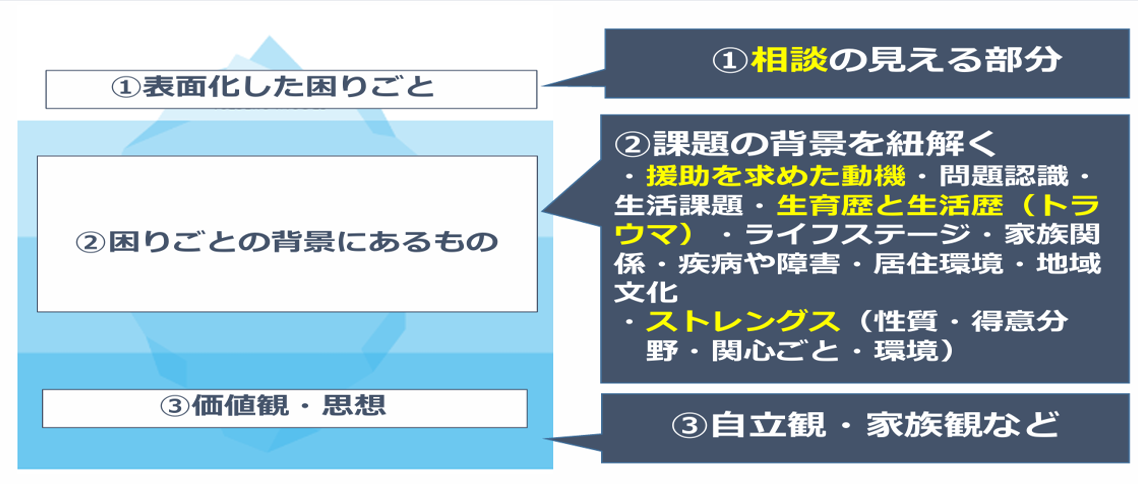 ①表面化した困りごと
②困りごとの背景にあるもの
③価値観・思想
①相談の見える部分
②課題の背景を紐解く
・援助を求めた動機・問題認識・
生活課題・生育歴と生活歴（トラ
ウマ）・ライフステージ・家族関
係・疾病や障害・居住環境・地域
文化
・ストレングス（性質・得意分
野・関心ごと・環境）
③自立観・家族観など